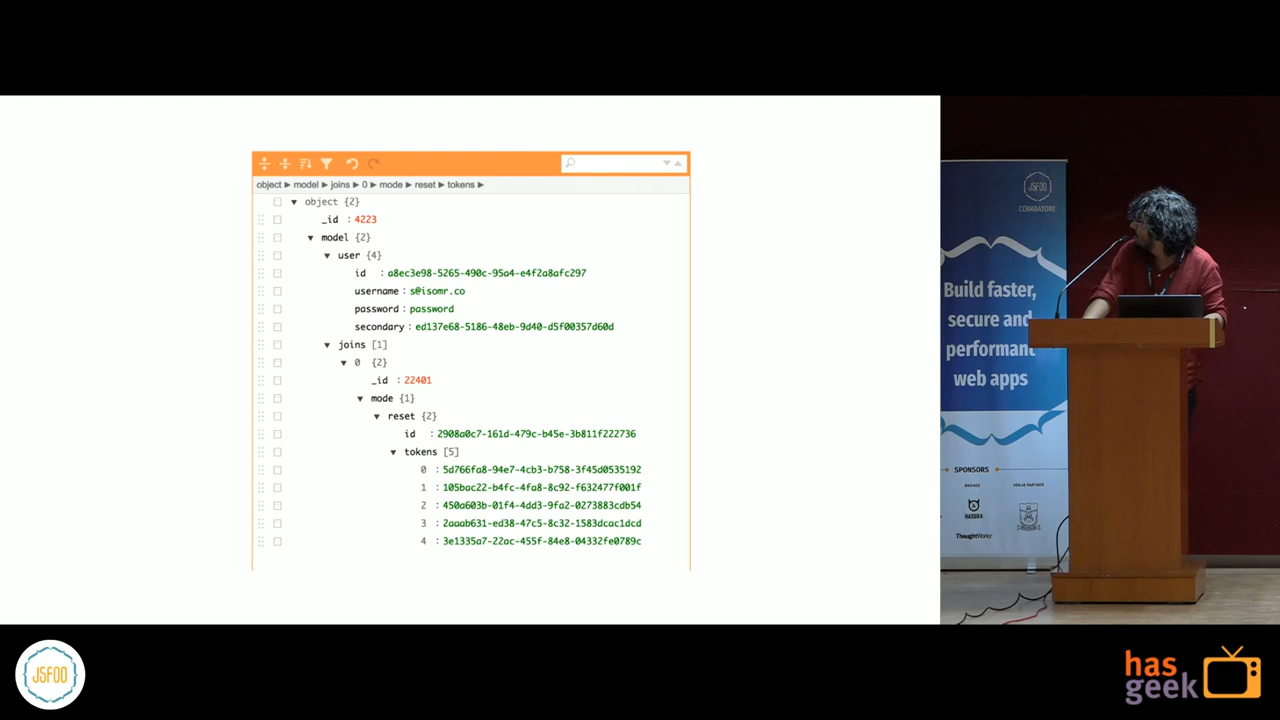 object ▶ model ▶ joins ▶ 0 ▶ mode ▶ reset ▶ tokens ▶
▼ object {2}
_id : 4223
▼ model {2}
▼ user {4}
id : a8ec3e98-5265-490c-95a4-e4f2a8afc297
username : s@isomr.co
password : password
secondary : ed137e68-5186-48eb-9d40-d5f00357d60d
▼ joins [1]
▼ 0 {2}
_id : 22401
▼ mode {1}
▼ reset {2}
id : 2908a0c7-161d-479c-b45e-3b811f222736
▼ tokens [5]
0 : 5d766fa8-94e7-4cb3-b758-3f45d0535192
1 : 105bac22-b4fc-4fa8-8c92-f632477f001f
2 : 450a603b-01f4-4dd3-9fa2-0273883cdb54
3 : 2aaab631-ed38-47c5-8c32-1583dcac1dcd
4 : 3e1335a7-22ac-455f-84e8-04332fe0789c
JSFOO
COIMBATORE
Build faster,
secure and
performant
web apps
SPONSORS
BRONZE
VENUE PARTNER
HASURA
ThoughtWorks
JSFOO
has
geek